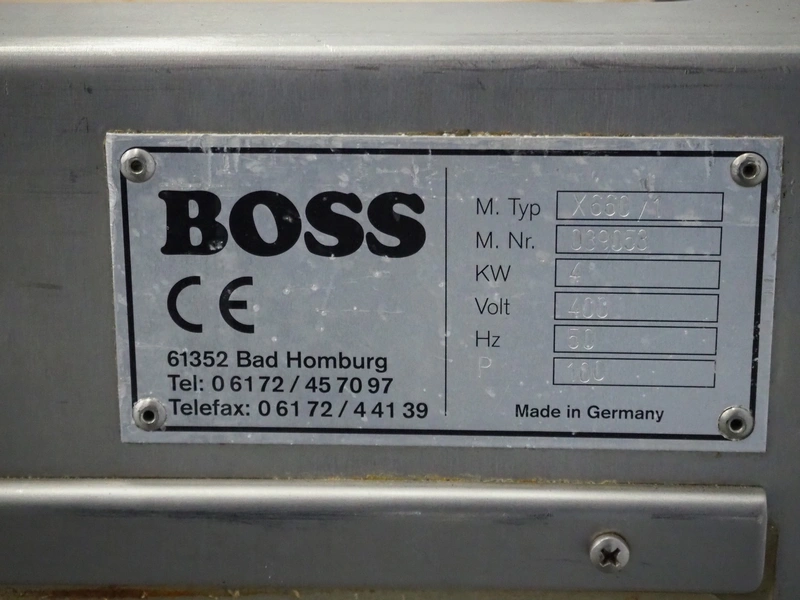 BOSS
CE
61352 Bad Homburg
Tel: 0 61 72 / 45 70 97
Telefax: 0 61 72 / 4 41 39
M. Typ
M. Nr. 039038
KW 4
Volt 400
Hz 50
P 100
Made in Germany